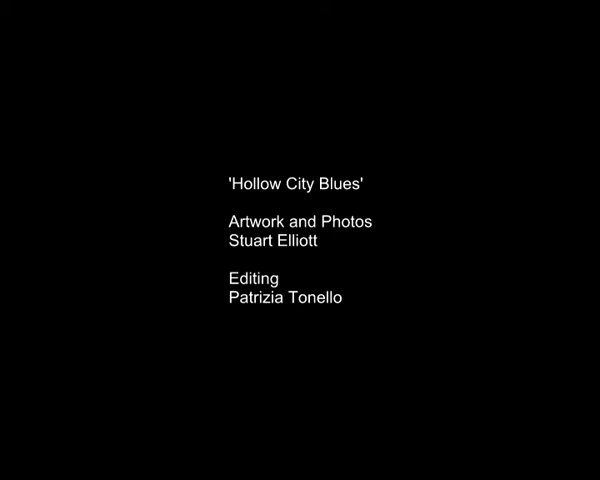 'Hollow City Blues'
Artwork and Photos
Stuart Elliott
Editing
Patrizia Tonello